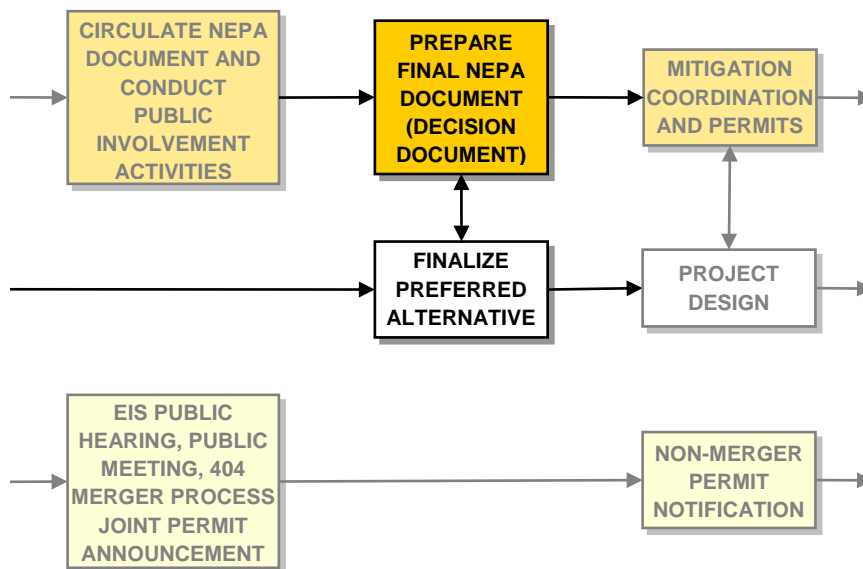 CIRCULATE NEPA
DOCUMENT AND
CONDUCT
PUBLIC
INVOLVEMENT
ACTIVITIES
PREPARE
FINAL NEPA
DOCUMENT
(DECISION
DOCUMENT)
MITIGATION
COORDINATION
AND PERMITS
FINALIZE
PREFERRED
ALTERNATIVE
PROJECT
DESIGN
EIS PUBLIC
HEARING, PUBLIC
MEETING, 404
MERGER PROCESS
JOINT PERMIT
ANNOUNCEMENT
NON-MERGER
PERMIT
NOTIFICATION